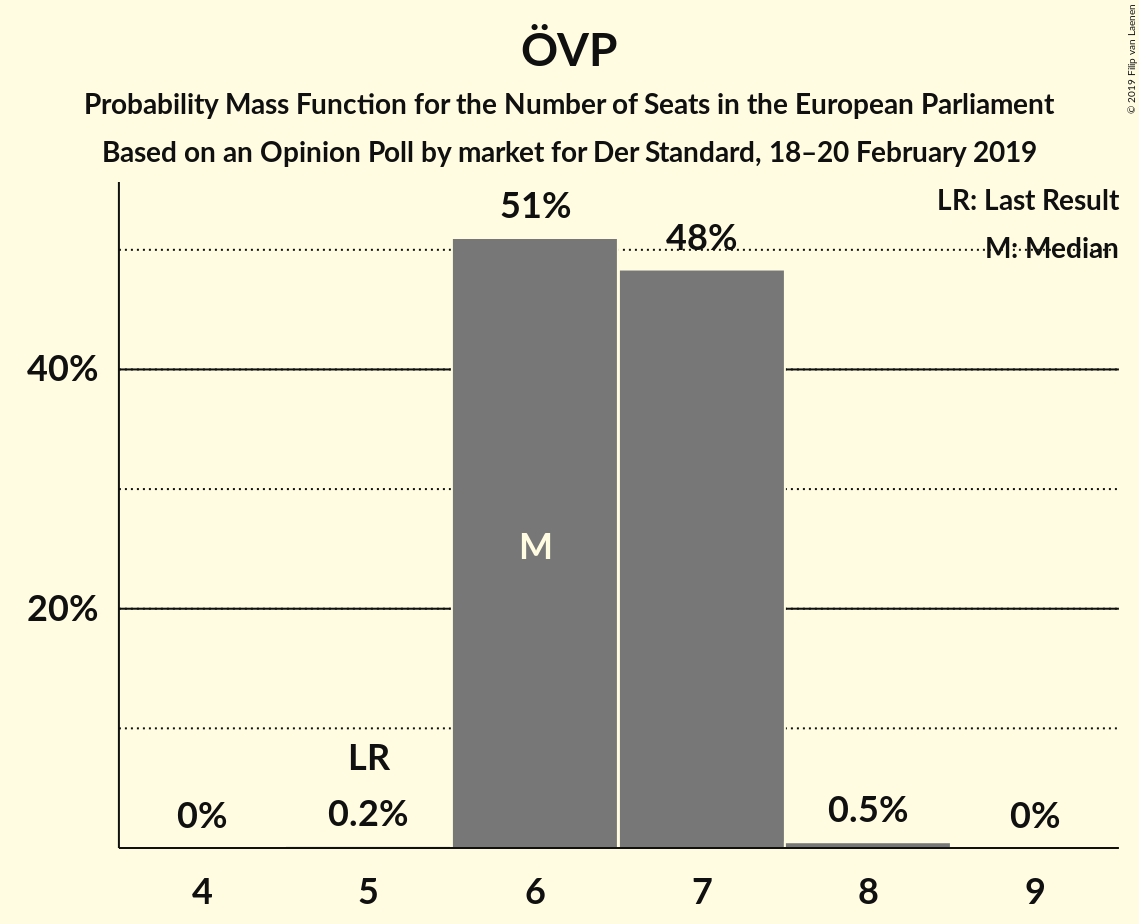 ÖVP
Probability Mass Function for the Number of Seats in the European Parliament
Based on an Opinion Poll by market for Der Standard, 18–20 February 2019
© 2019 Filip van Laenen
LR: Last Result
M: Median
51%
48%
40%
20%
M
LR
0%
0.2%
0.5%
0%
4
5
6
7
8
9